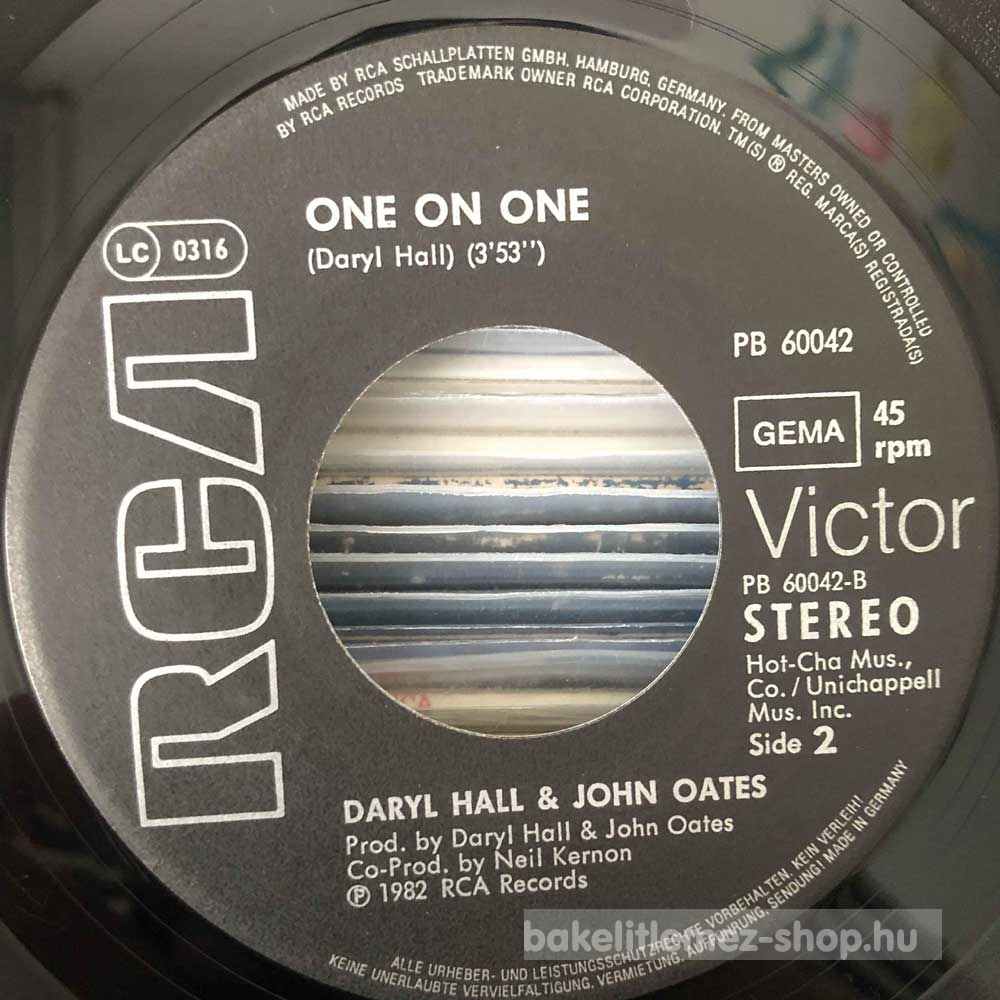 MADE BY RCA SCHALLPLATTEN GMBH. HAMBURG, GERMANY. FROM MASTERS OWNED OR CONTROLLED
BY RCA RECORDS TRADEMARK OWNER RCA CORPORATION. TM(S) ® REG. MARCA(S) REGISTRADA(S)
ONE ON ONE
(Daryl Hall) (3'53'')
LC 0316
RCA
PB 60042
GEMA
45
rpm
Victor
PB 60042-B
STEREO
Hot-Cha Mus.,
Co. / Unichappell
Mus. Inc.
Side 2
DARYL HALL & JOHN OATES
Prod. by Daryl Hall & John Oates
Co-Prod. by Neil Kernon
℗ 1982 RCA Records
ALLE URHEBER- UND LEISTUNGSSCHUTZRECHTE VORBEHALTEN. KEIN VERLEIH!
KEINE UNERLAUBTE VERVIELFALTIGUNG, VERMIETUNG, AUFFUHRUNG, SENDUNG! MADE IN GERMANY
bakelitlemez-shop.hu